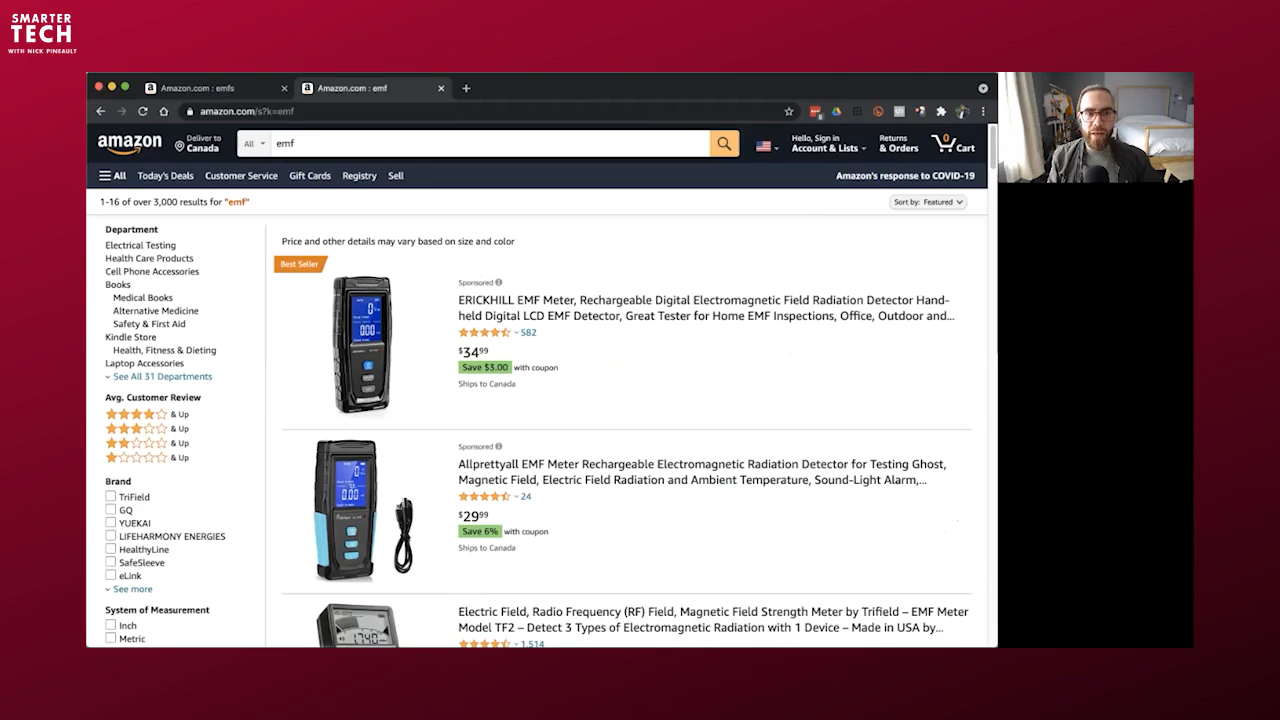 SMARTER
TECH
WITH NICK PINEAULT
Amazon.com : emfs
Amazon.com : emf
amazon.com/s?k=emf
amazon
Deliver to
Canada
All
emf
Hello, Sign in
Account & Lists
Returns
& Orders
0
Cart
All
Today's Deals
Customer Service
Gift Cards
Registry
Sell
Amazon's response to COVID-19
1-16 of over 3,000 results for "emf"
Sort by: Featured
Department
Electrical Testing
Health Care Products
Cell Phone Accessories
Books
Medical Books
Alternative Medicine
Safety & First Aid
Kindle Store
Health, Fitness & Dieting
Laptop Accessories
See All 31 Departments
Avg. Customer Review
& Up
& Up
& Up
& Up
Brand
TriField
GQ
YUEKAI
LIFEHARMONY ENERGIES
HealthyLine
SafeSleeve
eLink
See more
System of Measurement
Inch
Metric
Price and other details may vary based on size and color
Best Seller
Sponsored
ERICKHILL EMF Meter, Rechargeable Digital Electromagnetic Field Radiation Detector Hand-
held Digital LCD EMF Detector, Great Tester for Home EMF Inspections, Office, Outdoor and...
582
$3499
Save $3.00 with coupon
Ships to Canada
Sponsored
Allprettyall EMF Meter Rechargeable Electromagnetic Radiation Detector for Testing Ghost,
Magnetic Field, Electric Field Radiation and Ambient Temperature, Sound-Light Alarm,...
24
$2999
Save 6% with coupon
Ships to Canada
Electric Field, Radio Frequency (RF) Field, Magnetic Field Strength Meter by Trifield – EMF Meter
Model TF2 – Detect 3 Types of Electromagnetic Radiation with 1 Device – Made in USA by...
1,514